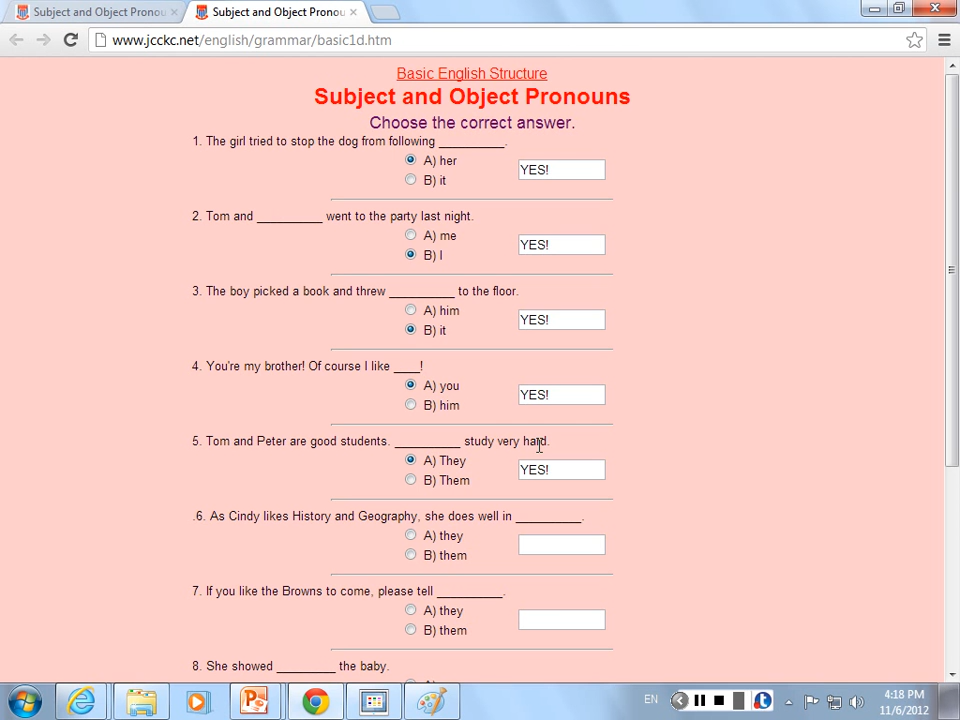 Subject and Object Pronou
Subject and Object Pronou
www.jcckc.net/english/grammar/basic1d.htm
Basic English Structure
Subject and Object Pronouns
Choose the correct answer.
1. The girl tried to stop the dog from following __________.
A) her
YES!
B) it
2. Tom and __________ went to the party last night.
A) me
YES!
B) I
3. The boy picked a book and threw __________ to the floor.
A) him
YES!
B) it
4. You're my brother! Of course I like ____!
A) you
YES!
B) him
5. Tom and Peter are good students. __________ study very hard.
A) They
YES!
B) Them
.6. As Cindy likes History and Geography, she does well in __________.
A) they
B) them
7. If you like the Browns to come, please tell __________.
A) they
B) them
8. She showed _________ the baby.
EN
4:18 PM
11/6/2012